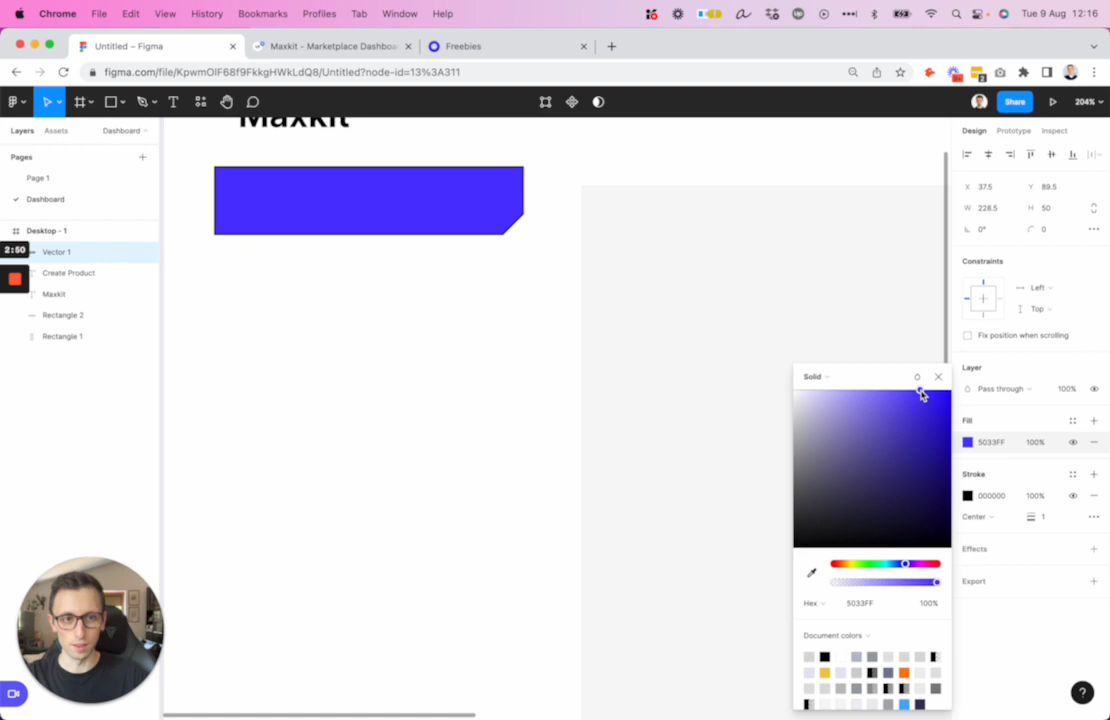 Chrome File Edit View History Bookmarks Profiles Tab Window Help Tue 9 Aug 12:16
Untitled – Figma Maxkit - Marketplace Dashboa Freebies
figma.com/file/KpwmOlF68f9FkkgHWkLdQ8/Untitled?node-id=13%3A311
Share 204%
Layers Assets Dashboard
Pages
Page 1
Dashboard
Desktop - 1
2:50
Vector 1
Create Product
Maxkit
Rectangle 2
Rectangle 1
Maxkit
Design Prototype Inspect
X 37.5 Y 89.5
W 228.5 H 50
0° 0
Constraints
Left
Top
Fix position when scrolling
Layer
Pass through 100%
Fill
5033FF 100%
Stroke
000000 100%
Center 1
Effects
Export
Solid
Hex 5033FF 100%
Document colors
?